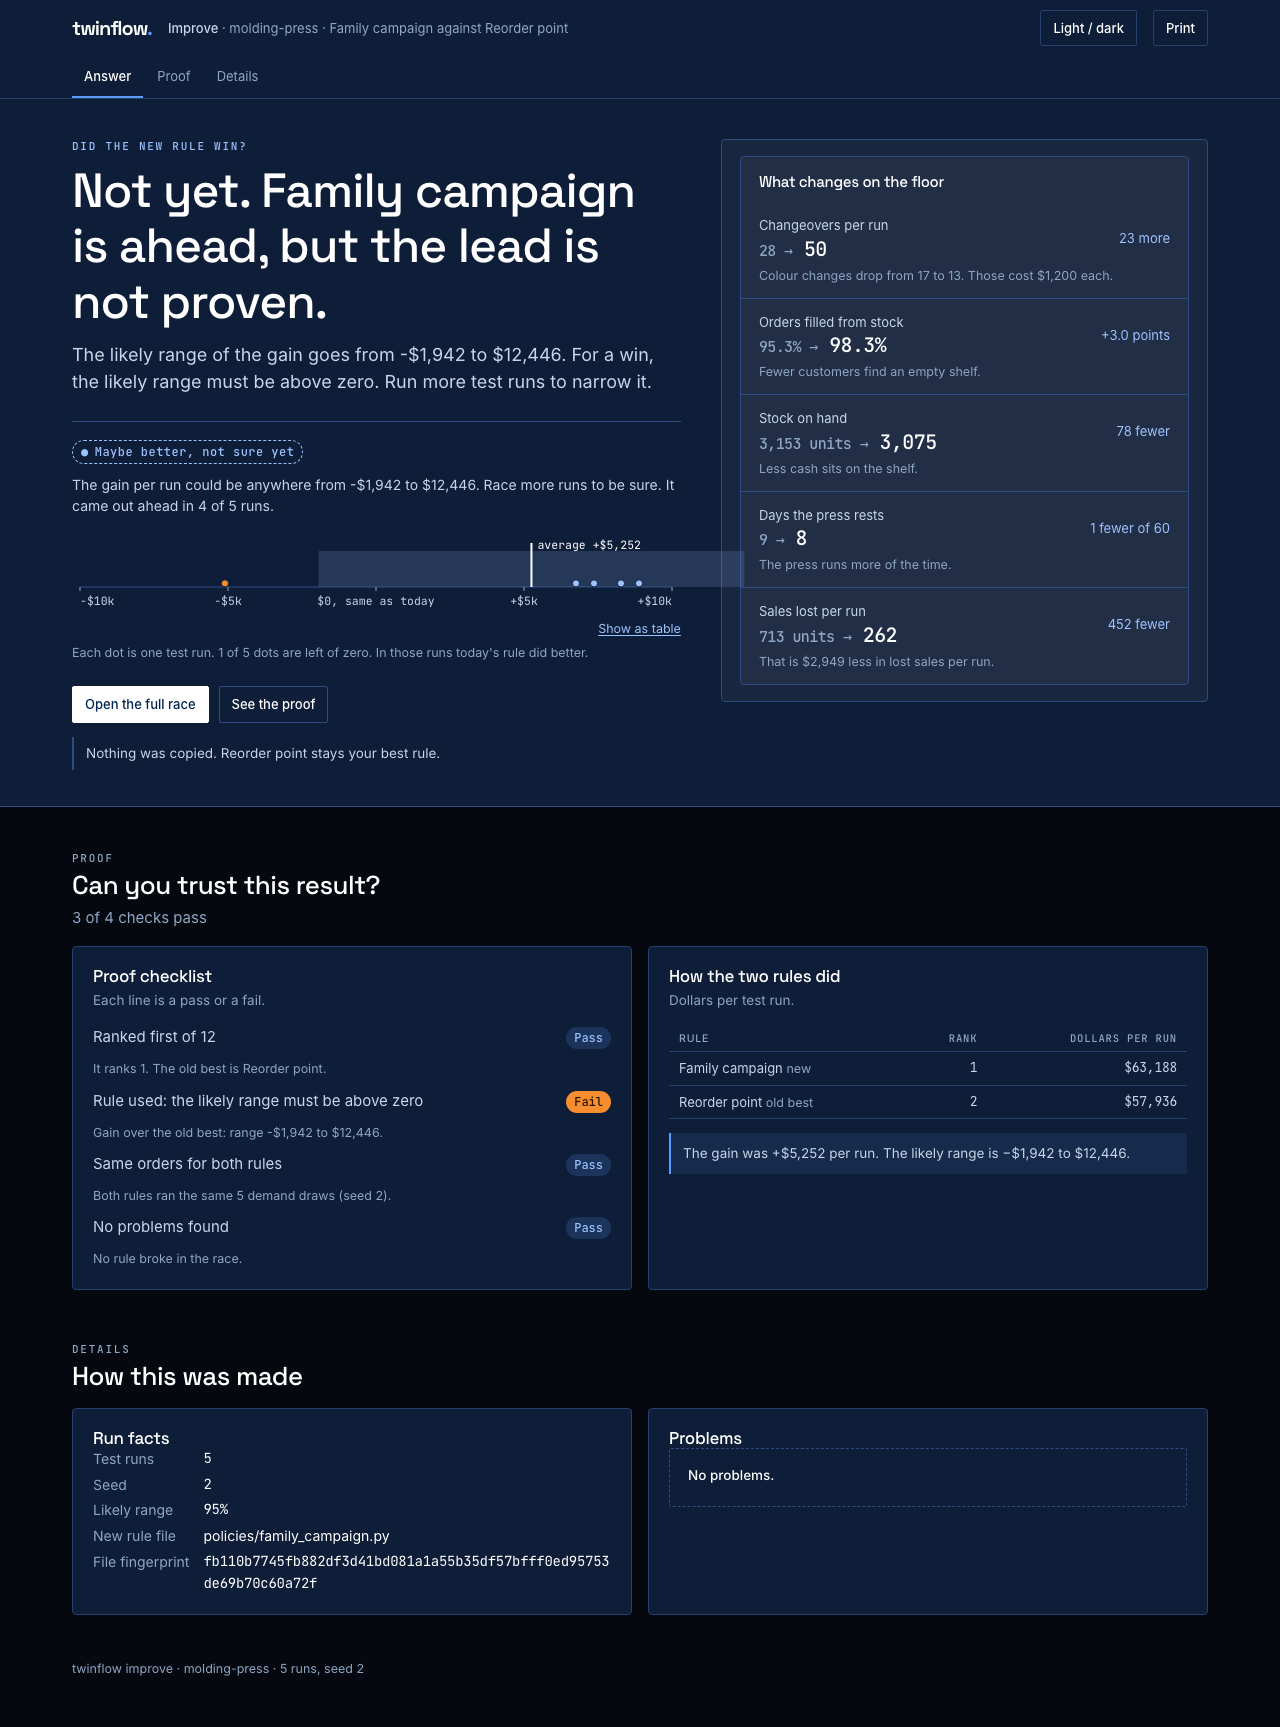 twinflow.
Improve · molding-press · Family campaign against Reorder point
Light / dark
Print
Answer
Proof
Details
DID THE NEW RULE WIN?
Not yet. Family campaign
is ahead, but the lead is
not proven.
The likely range of the gain goes from -$1,942 to $12,446. For a win,
the likely range must be above zero. Run more test runs to narrow it.
Maybe better, not sure yet
The gain per run could be anywhere from -$1,942 to $12,446. Race more runs to be sure. It
came out ahead in 4 of 5 runs.
average +$5,252
-$10k
-$5k
$0, same as today
+$5k
+$10k
Show as table
Each dot is one test run. 1 of 5 dots are left of zero. In those runs today's rule did better.
Open the full race
See the proof
Nothing was copied. Reorder point stays your best rule.
What changes on the floor
Changeovers per run
28 → 50
23 more
Colour changes drop from 17 to 13. Those cost $1,200 each.
Orders filled from stock
95.3% → 98.3%
+3.0 points
Fewer customers find an empty shelf.
Stock on hand
3,153 units → 3,075
78 fewer
Less cash sits on the shelf.
Days the press rests
9 → 8
1 fewer of 60
The press runs more of the time.
Sales lost per run
713 units → 262
452 fewer
That is $2,949 less in lost sales per run.
PROOF
Can you trust this result?
3 of 4 checks pass
Proof checklist
Each line is a pass or a fail.
Ranked first of 12
Pass
It ranks 1. The old best is Reorder point.
Rule used: the likely range must be above zero
Fail
Gain over the old best: range -$1,942 to $12,446.
Same orders for both rules
Pass
Both rules ran the same 5 demand draws (seed 2).
No problems found
Pass
No rule broke in the race.
How the two rules did
Dollars per test run.
RULE RANK DOLLARS PER RUN
Family campaign new 1 $63,188
Reorder point old best 2 $57,936
The gain was +$5,252 per run. The likely range is −$1,942 to $12,446.
DETAILS
How this was made
Run facts
Test runs 5
Seed 2
Likely range 95%
New rule file policies/family_campaign.py
File fingerprint fb110b7745fb882df3d41bd081a1a55b35df57bfff0ed95753
de69b70c60a72f
Problems
No problems.
twinflow improve · molding-press · 5 runs, seed 2